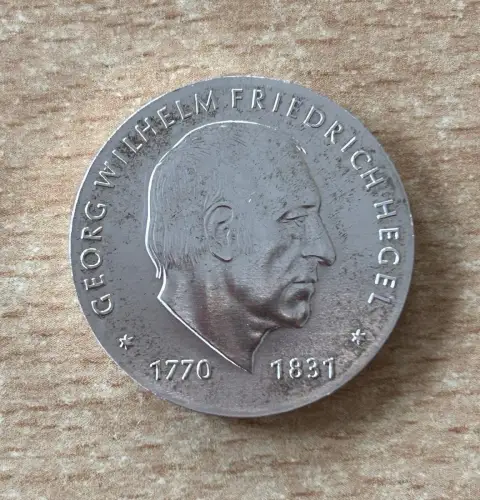 GEORG WILHELM FRIEDRICH HEGEL
* 1770 1831 *